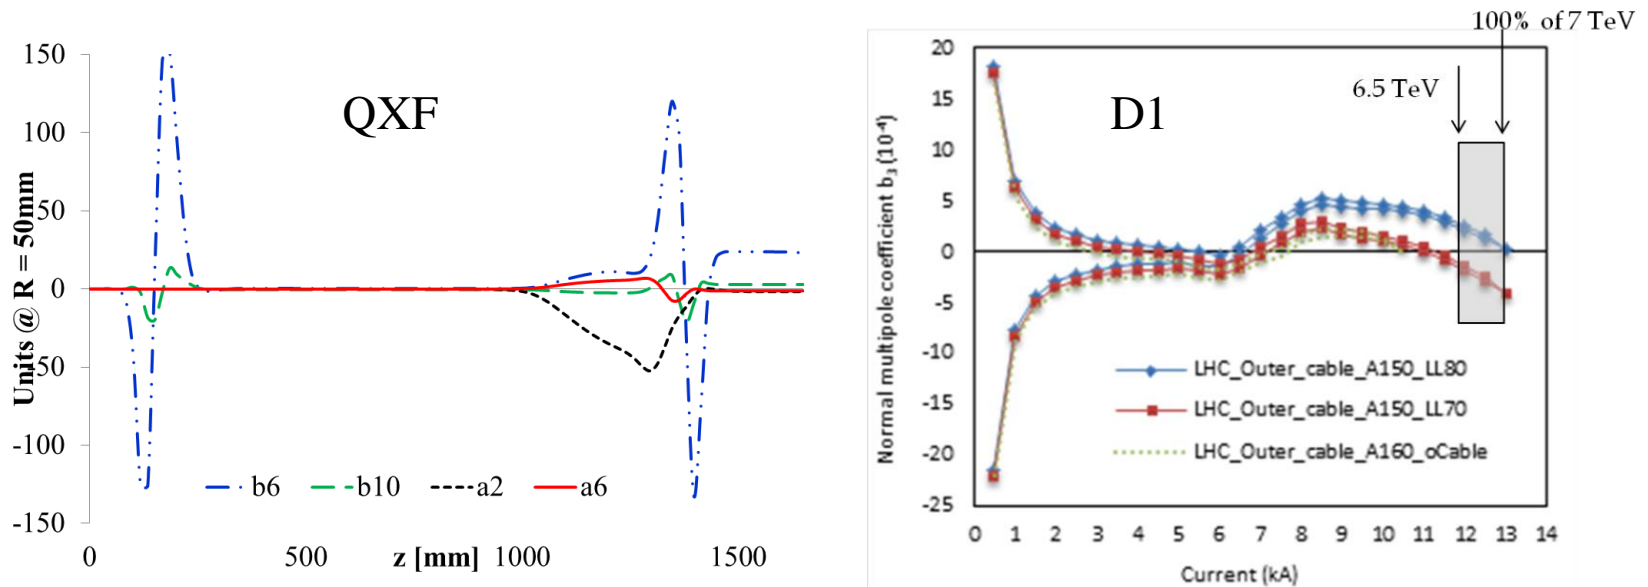 150
100
50
0
-50
-100
-150
Units @ R = 50mm
QXF
b6 b10 a2 a6
0 500 1000 1500
z [mm]
100% of 7 TeV
6.5 TeV
D1
20
15
10
5
0
-5
-10
-15
-20
-25
Normal multipole coefficient b3 (10-4)
LHC_Outer_cable_A150_LL80
LHC_Outer_cable_A150_LL70
LHC_Outer_cable_A160_oCable
0 1 2 3 4 5 6 7 8 9 10 11 12 13 14
Current (kA)